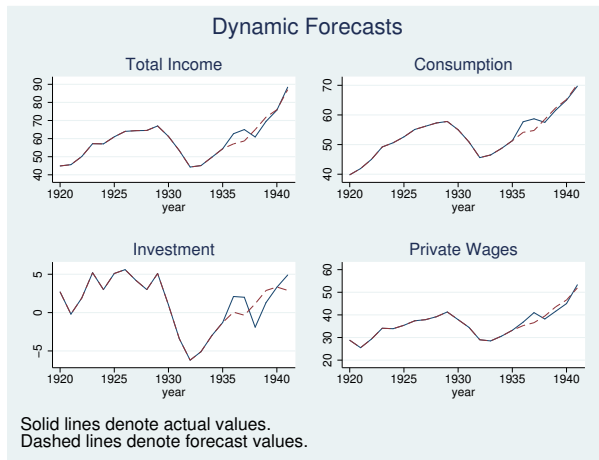 Dynamic Forecasts
Total Income
40 50 60 70 80 90
1920 1925 1930 1935 1940
year
Consumption
40 50 60 70
1920 1925 1930 1935 1940
year
Investment
−5 0 5
1920 1925 1930 1935 1940
year
Private Wages
20 30 40 50 60
1920 1925 1930 1935 1940
year
Solid lines denote actual values.
Dashed lines denote forecast values.